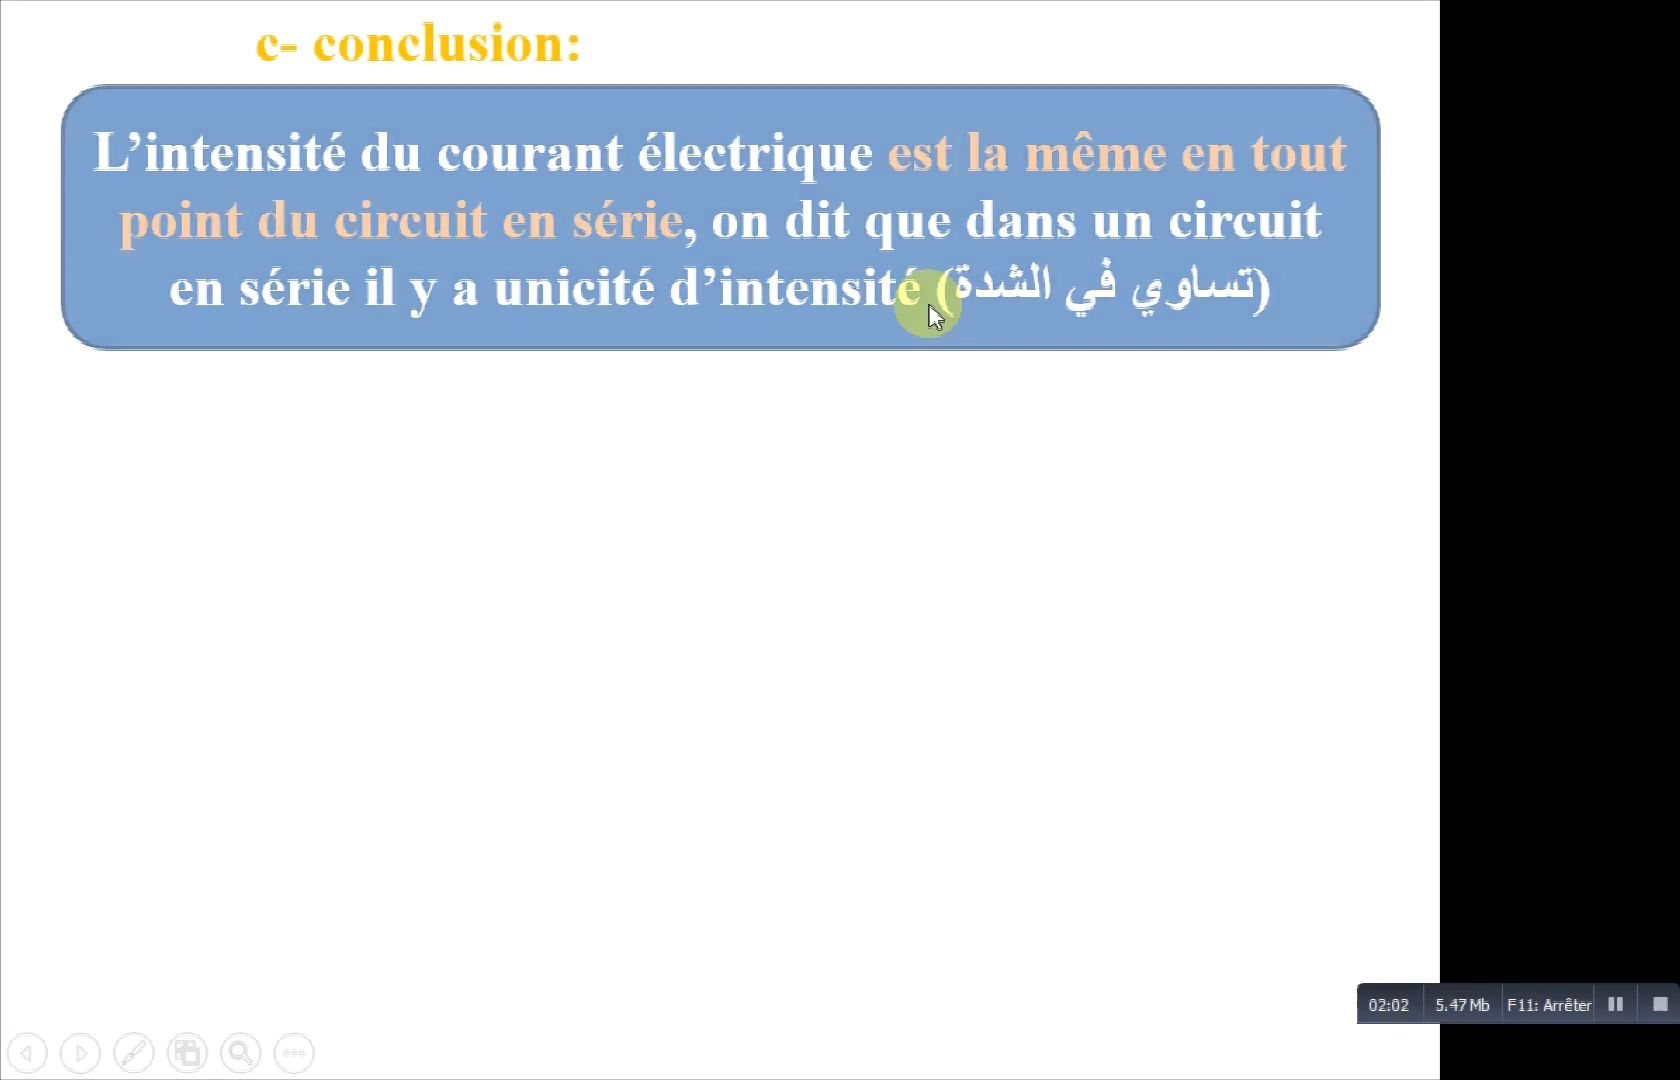 c- conclusion:
L’intensité du courant électrique est la même en tout
point du circuit en série, on dit que dans un circuit
en série il y a unicité d’intensité (تساوي في الشدة)
02:02 5.47 Mb F11: Arrêter